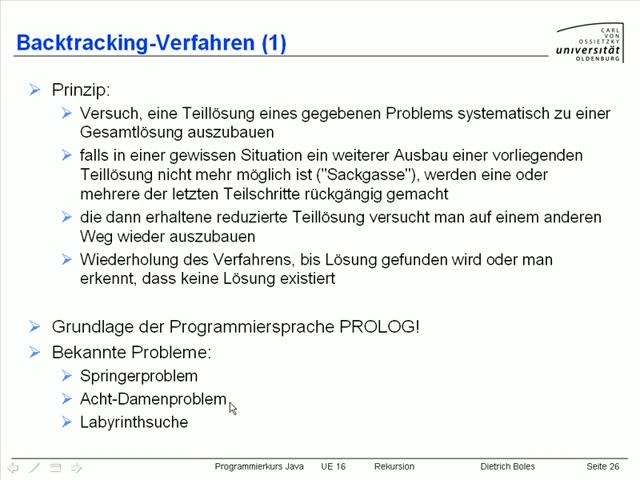 Backtracking-Verfahren (1)
CARL
VON
OSSIETZKY
universität
OLDENBURG
Prinzip:
Versuch, eine Teillösung eines gegebenen Problems systematisch zu einer
Gesamtlösung auszubauen
falls in einer gewissen Situation ein weiterer Ausbau einer vorliegenden
Teillösung nicht mehr möglich ist ("Sackgasse"), werden eine oder
mehrere der letzten Teilschritte rückgängig gemacht
die dann erhaltene reduzierte Teillösung versucht man auf einem anderen
Weg wieder auszubauen
Wiederholung des Verfahrens, bis Lösung gefunden wird oder man
erkennt, dass keine Lösung existiert
Grundlage der Programmiersprache PROLOG!
Bekannte Probleme:
Springerproblem
Acht-Damenproblem
Labyrinthsuche
Programmierkurs Java UE 16 Rekursion Dietrich Boles Seite 26